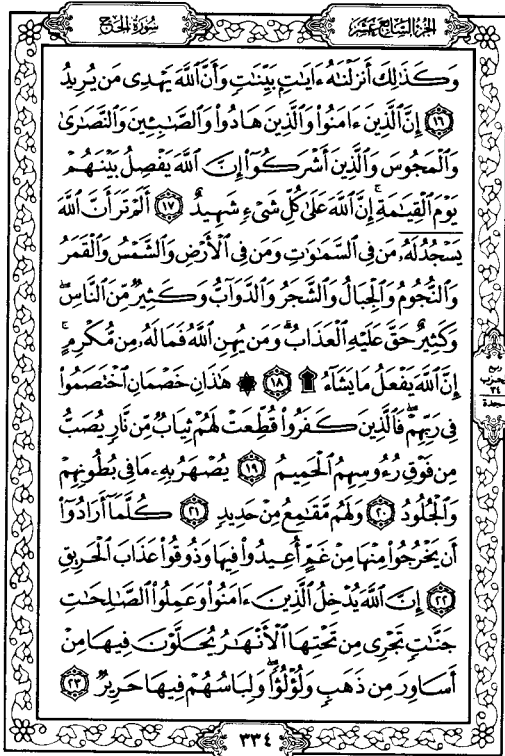 الجزء السابع عشر
سورة الحج
وَكَذَٰلِكَ أَنزَلْنَٰهُ ءَايَٰتٍۭ بَيِّنَٰتٍ وَأَنَّ ٱللَّهَ يَهْدِى مَن يُرِيدُ
﴿١٦﴾ إِنَّ ٱلَّذِينَ ءَامَنُوا۟ وَٱلَّذِينَ هَادُوا۟ وَٱلصَّٰبِـِٔينَ وَٱلنَّصَٰرَىٰ
وَٱلْمَجُوسَ وَٱلَّذِينَ أَشْرَكُوٓا۟ إِنَّ ٱللَّهَ يَفْصِلُ بَيْنَهُمْ
يَوْمَ ٱلْقِيَٰمَةِ ۚ إِنَّ ٱللَّهَ عَلَىٰ كُلِّ شَىْءٍ شَهِيدٌ ﴿١٧﴾ أَلَمْ تَرَ أَنَّ ٱللَّهَ
يَسْجُدُ لَهُۥ مَن فِى ٱلسَّمَٰوَٰتِ وَمَن فِى ٱلْأَرْضِ وَٱلشَّمْسُ وَٱلْقَمَرُ
وَٱلنُّجُومُ وَٱلْجِبَالُ وَٱلشَّجَرُ وَٱلدَّوَآبُّ وَكَثِيرٌ مِّنَ ٱلنَّاسِ ۖ
وَكَثِيرٌ حَقَّ عَلَيْهِ ٱلْعَذَابُ ۗ وَمَن يُهِنِ ٱللَّهُ فَمَا لَهُۥ مِن مُّكْرِمٍ ۚ
إِنَّ ٱللَّهَ يَفْعَلُ مَا يَشَآءُ ۩ ﴿١٨﴾ ۞ هَٰذَانِ خَصْمَانِ ٱخْتَصَمُوا۟
فِى رَبِّهِمْ ۖ فَٱلَّذِينَ كَفَرُوا۟ قُطِّعَتْ لَهُمْ ثِيَابٌ مِّن نَّارٍ يُصَبُّ
مِن فَوْقِ رُءُوسِهِمُ ٱلْحَمِيمُ ﴿١٩﴾ يُصْهَرُ بِهِۦ مَا فِى بُطُونِهِمْ
وَٱلْجُلُودُ ﴿٢٠﴾ وَلَهُم مَّقَٰمِعُ مِنْ حَدِيدٍ ﴿٢١﴾ كُلَّمَآ أَرَادُوٓا۟
أَن يَخْرُجُوا۟ مِنْهَا مِنْ غَمٍّ أُعِيدُوا۟ فِيهَا وَذُوقُوا۟ عَذَابَ ٱلْحَرِيقِ
﴿٢٢﴾ إِنَّ ٱللَّهَ يُدْخِلُ ٱلَّذِينَ ءَامَنُوا۟ وَعَمِلُوا۟ ٱلصَّٰلِحَٰتِ
جَنَّٰتٍ تَجْرِى مِن تَحْتِهَا ٱلْأَنْهَٰرُ يُحَلَّوْنَ فِيهَا مِنْ
أَسَاوِرَ مِن ذَهَبٍ وَلُؤْلُؤًا ۖ وَلِبَاسُهُمْ فِيهَا حَرِيرٌ ﴿٢٣﴾
ربع
الحزب
٣٤
سجدة
٣٣٤